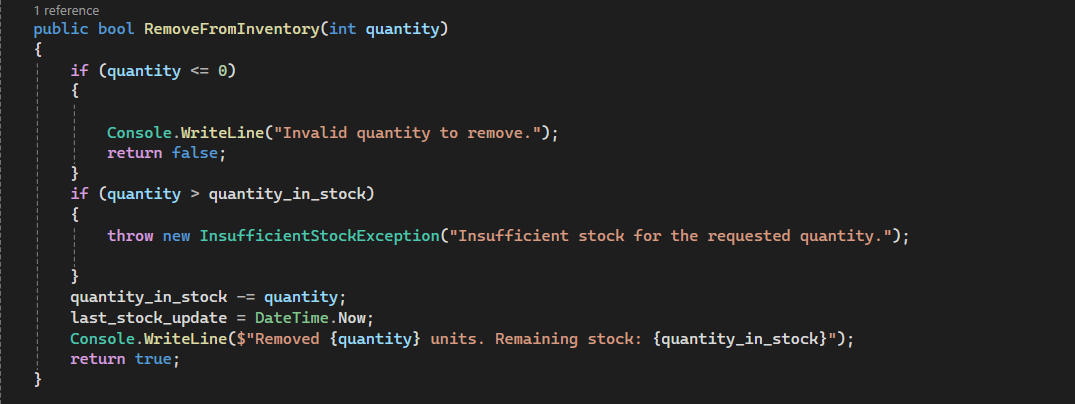 1 reference
public bool RemoveFromInventory(int quantity)
{
if (quantity <= 0)
{
Console.WriteLine("Invalid quantity to remove.");
return false;
}
if (quantity > quantity_in_stock)
{
throw new InsufficientStockException("Insufficient stock for the requested quantity.");
}
quantity_in_stock -= quantity;
last_stock_update = DateTime.Now;
Console.WriteLine($"Removed {quantity} units. Remaining stock: {quantity_in_stock}");
return true;
}